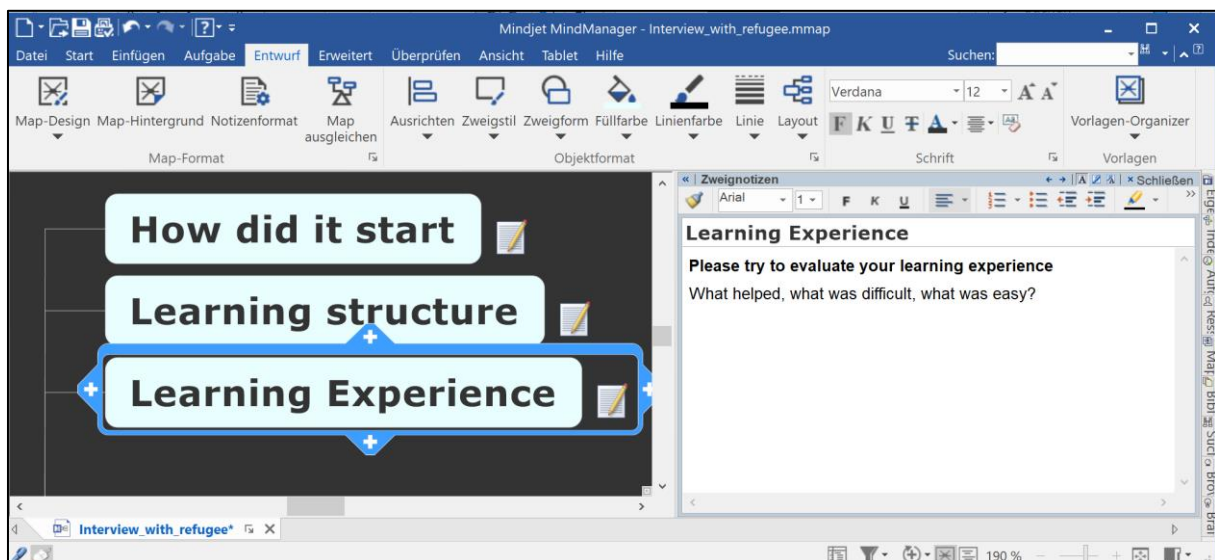 Mindjet MindManager - Interview_with_refugee.mmap
Datei Start Einfügen Aufgabe Entwurf Erweitert Überprüfen Ansicht Tablet Hilfe Suchen:
Map-Design Map-Hintergrund Notizenformat Map ausgleichen
Map-Format
Ausrichten Zweigstil Zweigform Füllfarbe Linienfarbe Linie Layout
Objektformat
Verdana 12 A A
F K U T A
Schrift
Vorlagen-Organizer
Vorlagen
How did it start
Learning structure
Learning Experience
« Zweignotizen Schließen
Arial 1 F K U
Learning Experience
Please try to evaluate your learning experience
What helped, what was difficult, what was easy?
Interview_with_refugee*
190 %